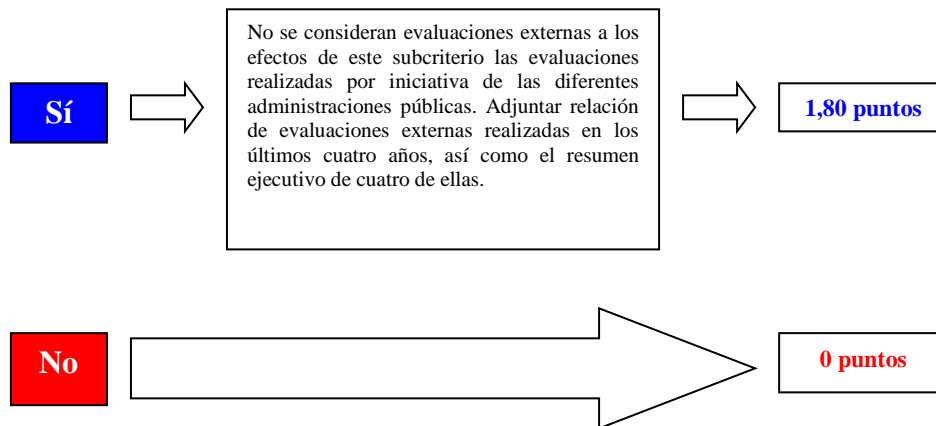 No se consideran evaluaciones externas a los
efectos de este subcriterio las evaluaciones
realizadas por iniciativa de las diferentes
administraciones públicas. Adjuntar relación
de evaluaciones externas realizadas en los
últimos cuatro años, así como el resumen
ejecutivo de cuatro de ellas.
Sí
1,80 puntos
No
0 puntos